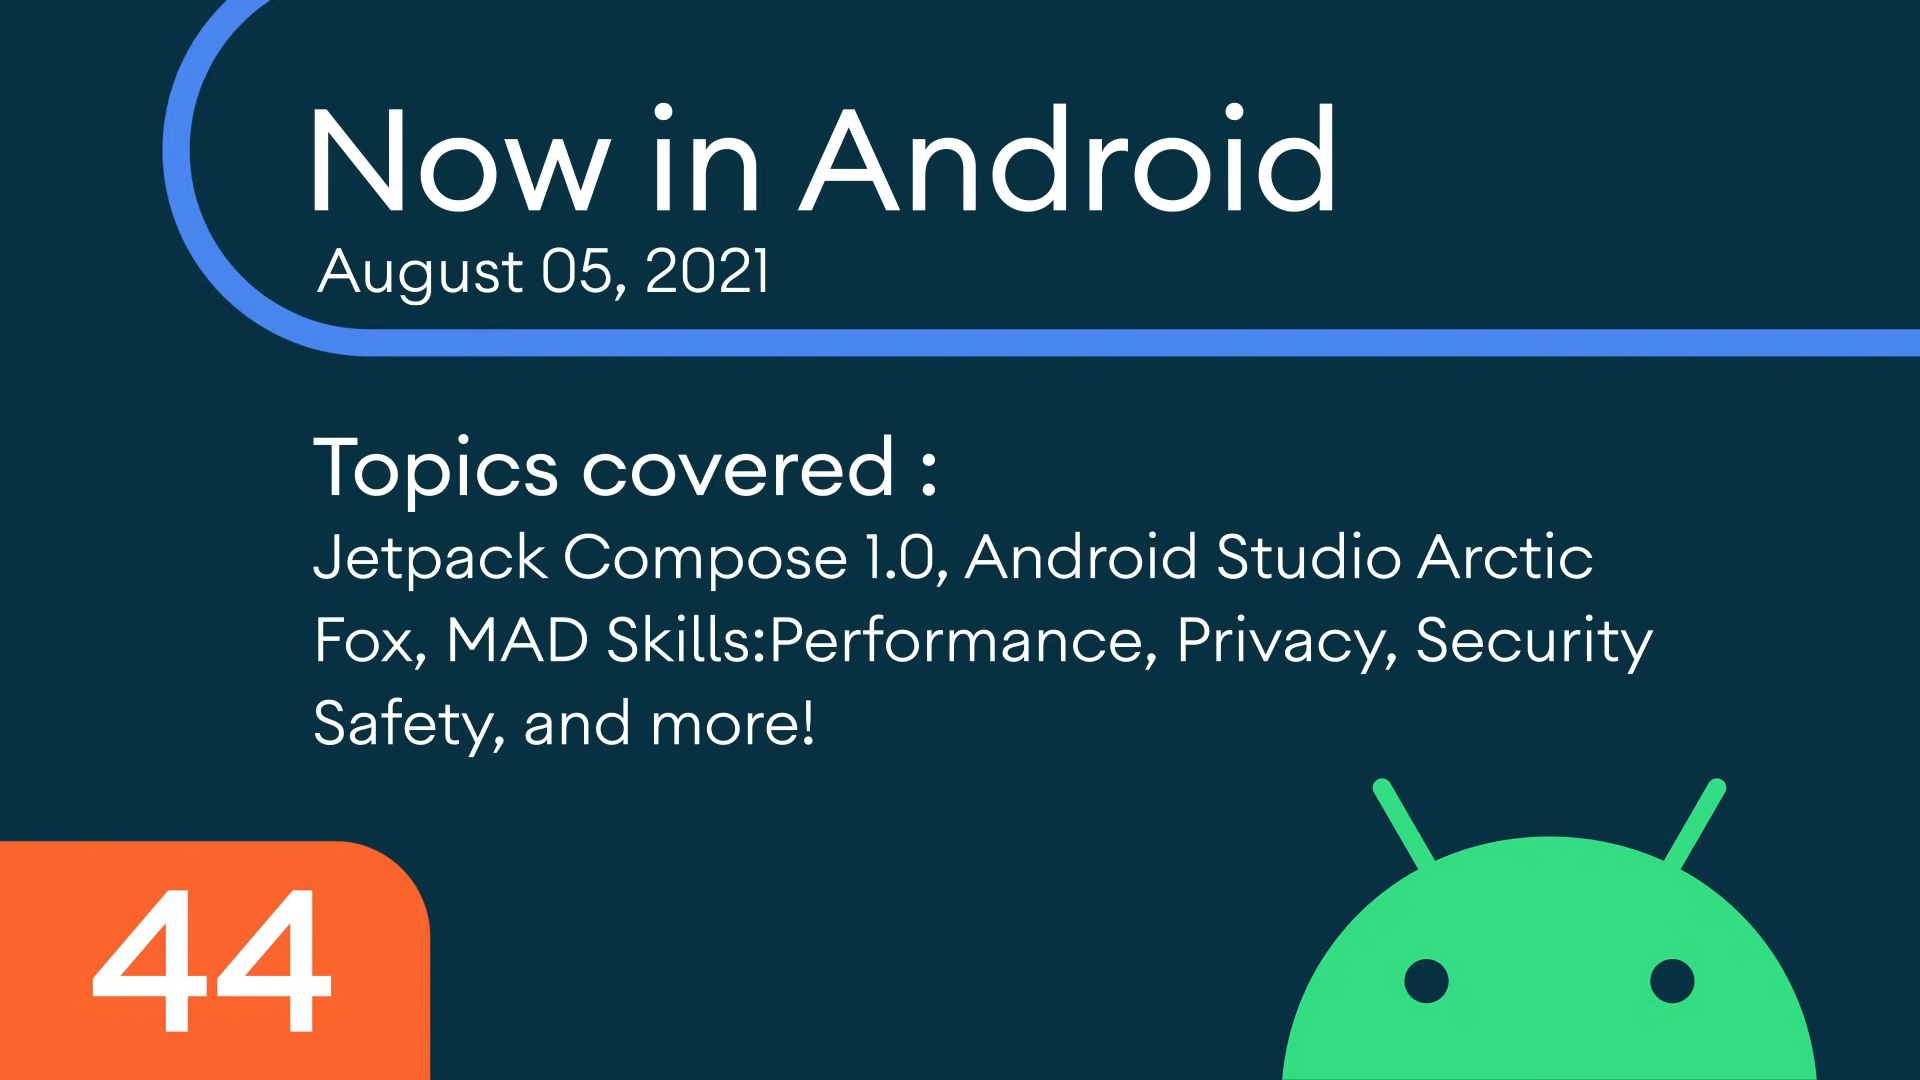 Now in Android
August 05, 2021
Topics covered :
Jetpack Compose 1.0, Android Studio Arctic
Fox, MAD Skills:Performance, Privacy, Security
Safety, and more!
44